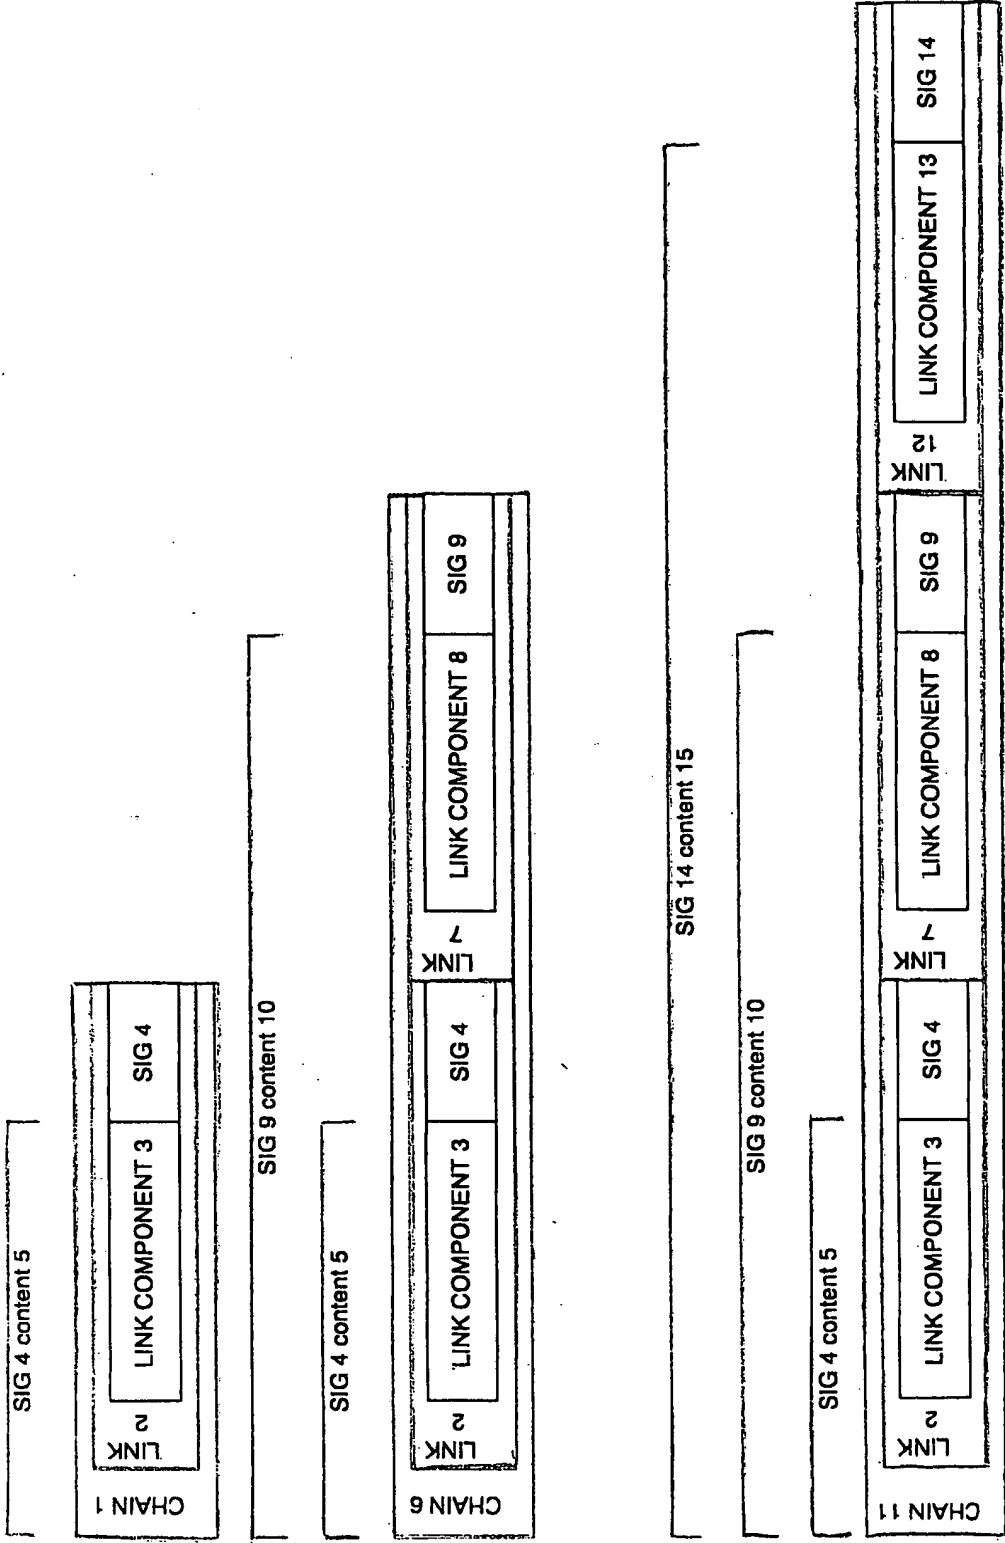 SIG 4 content 5
CHAIN 1
LINK
2
LINK COMPONENT 3
SIG 4
SIG 9 content 10
SIG 4 content 5
CHAIN 6
LINK
2
LINK COMPONENT 3
SIG 4
LINK
7
LINK COMPONENT 8
SIG 9
SIG 14 content 15
SIG 9 content 10
SIG 4 content 5
CHAIN 11
LINK
2
LINK COMPONENT 3
SIG 4
LINK
7
LINK COMPONENT 8
SIG 9
LINK
12
LINK COMPONENT 13
SIG 14